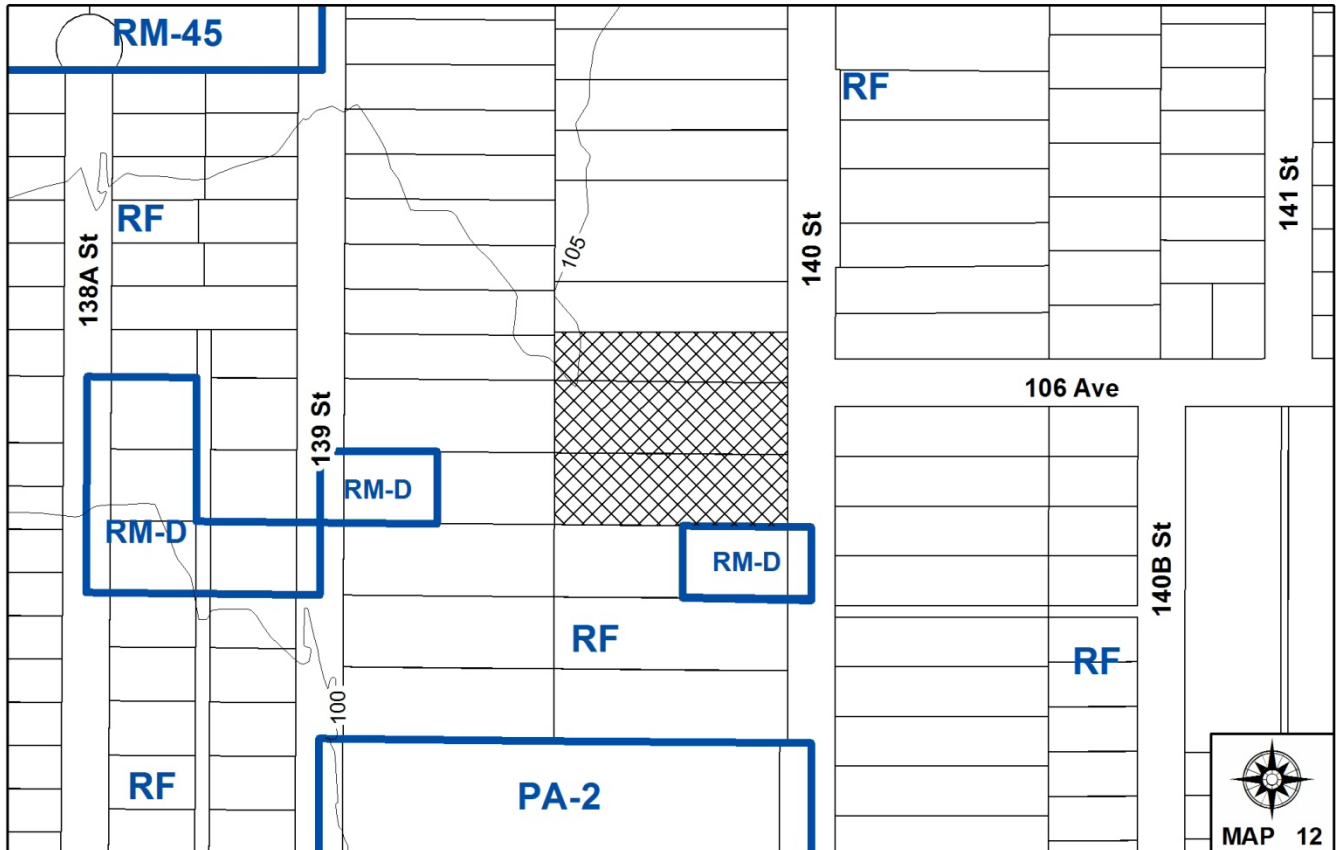 RM-45
RF
141 St
RF
140 St
105
138A St
106 Ave
139 St
RM-D
RM-D
RM-D
140B St
RF
RF
100
RF
PA-2
MAP 12